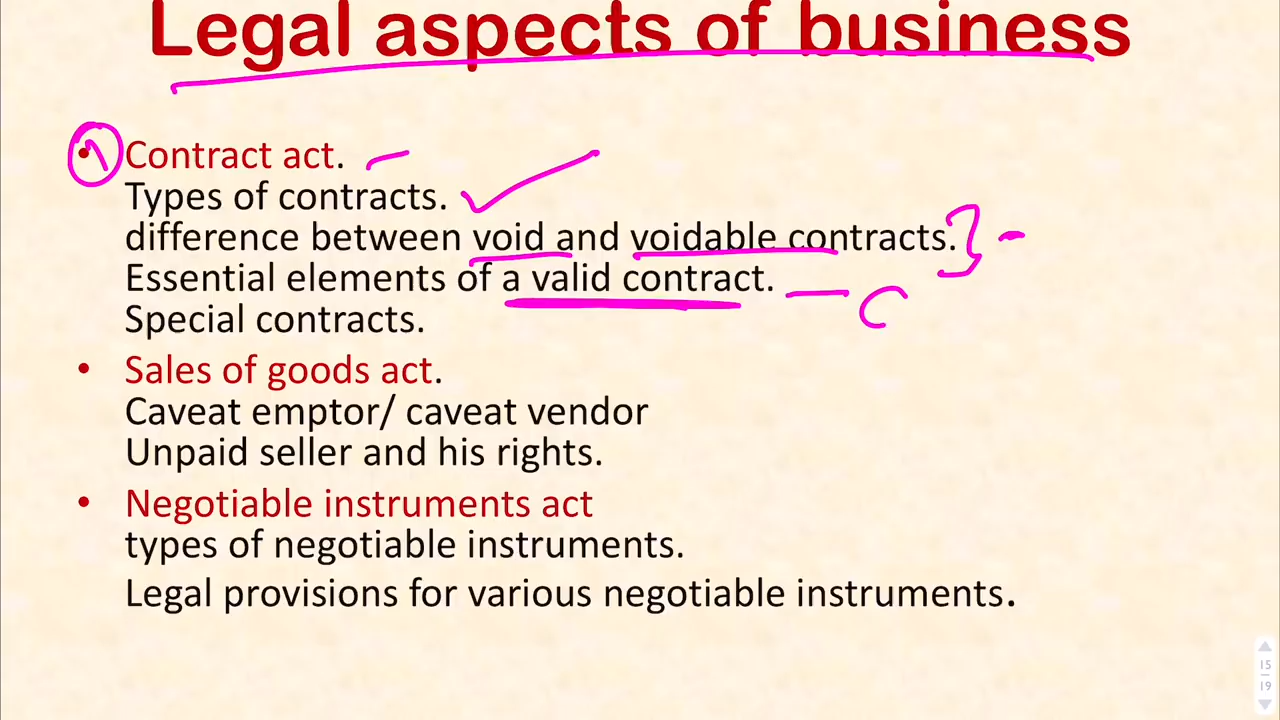 Legal aspects of business
• Contract act.
Types of contracts.
difference between void and voidable contracts.
Essential elements of a valid contract.
Special contracts.
• Sales of goods act.
Caveat emptor/ caveat vendor
Unpaid seller and his rights.
• Negotiable instruments act
types of negotiable instruments.
Legal provisions for various negotiable instruments.
15
19